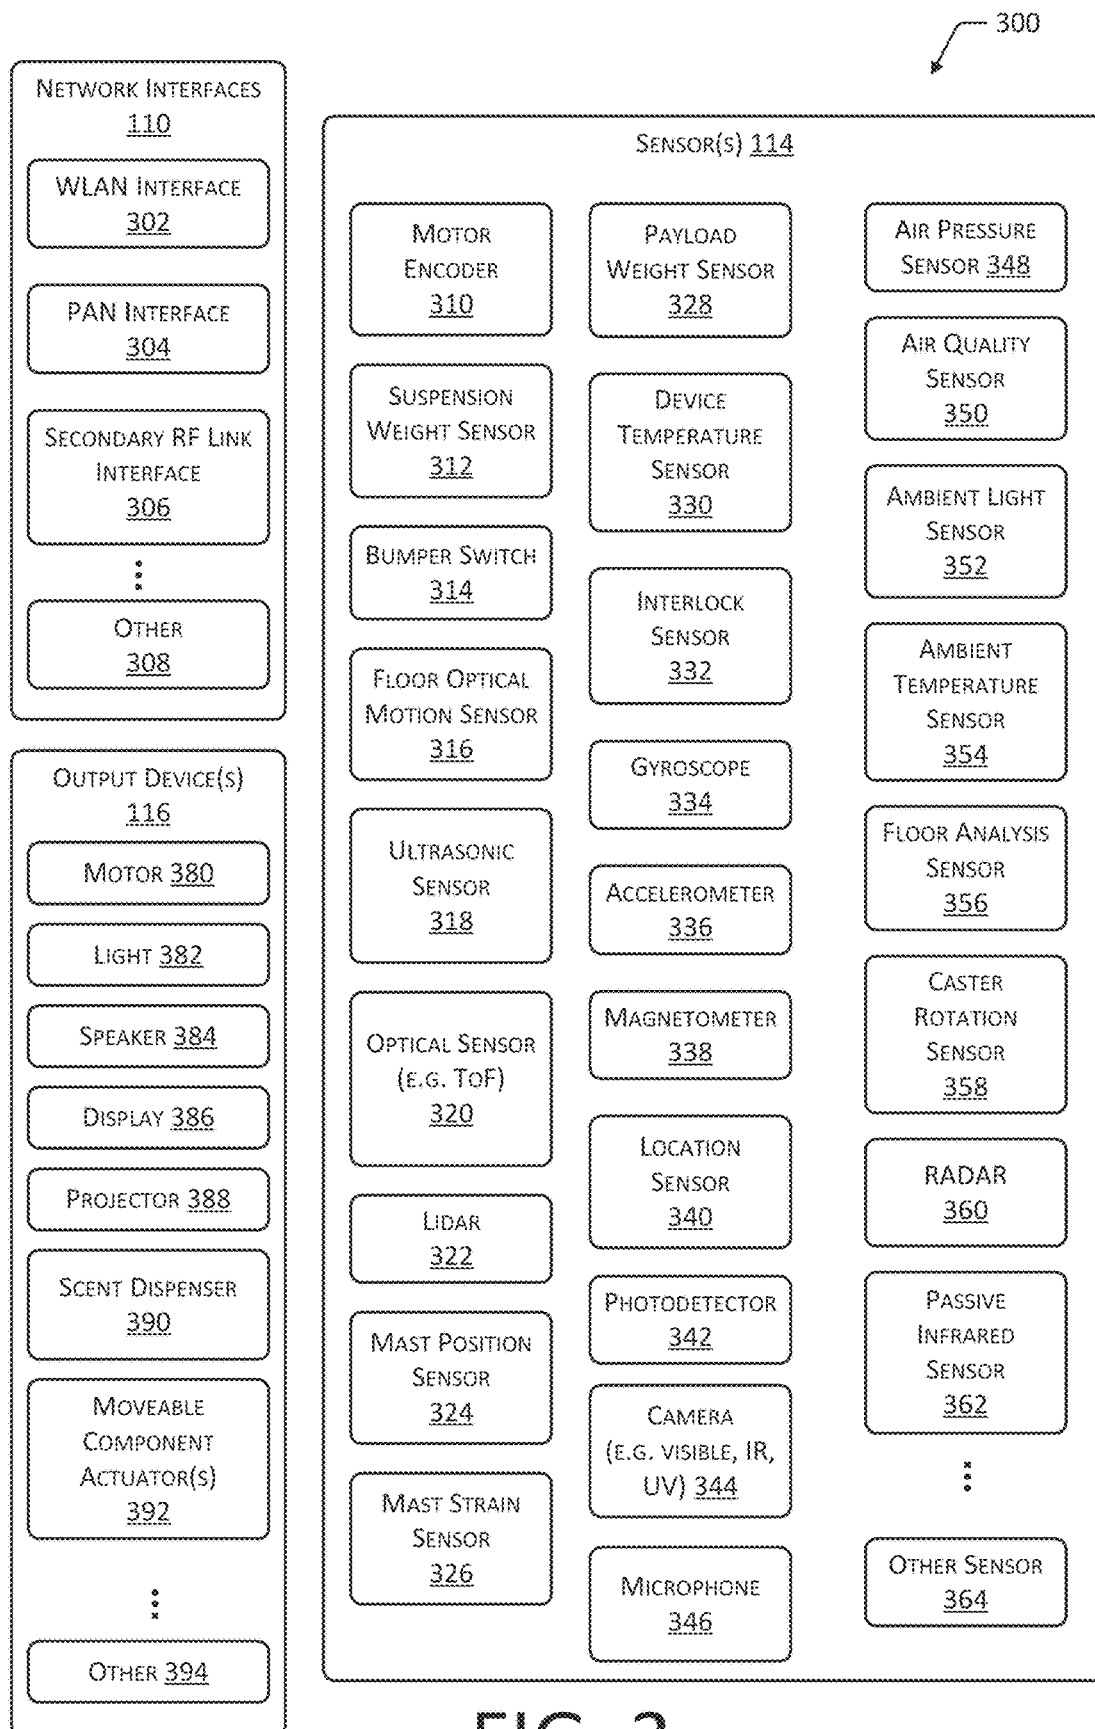 300
NETWORK INTERFACES
110
WLAN INTERFACE
302
PAN INTERFACE
304
SECONDARY RF LINK
INTERFACE
306
OTHER
308
OUTPUT DEVICE(S)
116
MOTOR 380
LIGHT 382
SPEAKER 384
DISPLAY 386
PROJECTOR 388
SCENT DISPENSER
390
MOVEABLE
COMPONENT
ACTUATOR(S)
392
OTHER 394
SENSOR(S) 114
MOTOR
ENCODER
310
SUSPENSION
WEIGHT SENSOR
312
BUMPER SWITCH
314
FLOOR OPTICAL
MOTION SENSOR
316
ULTRASONIC
SENSOR
318
OPTICAL SENSOR
(E.G. TOF)
320
LIDAR
322
MAST POSITION
SENSOR
324
MAST STRAIN
SENSOR
326
PAYLOAD
WEIGHT SENSOR
328
DEVICE
TEMPERATURE
SENSOR
330
INTERLOCK
SENSOR
332
GYROSCOPE
334
ACCELEROMETER
336
MAGNETOMETER
338
LOCATION
SENSOR
340
PHOTODETECTOR
342
CAMERA
(E.G. VISIBLE, IR,
UV) 344
MICROPHONE
346
AIR PRESSURE
SENSOR 348
AIR QUALITY
SENSOR
350
AMBIENT LIGHT
SENSOR
352
AMBIENT
TEMPERATURE
SENSOR
354
FLOOR ANALYSIS
SENSOR
356
CASTER
ROTATION
SENSOR
358
RADAR
360
PASSIVE
INFRARED
SENSOR
362
OTHER SENSOR
364
FIG.